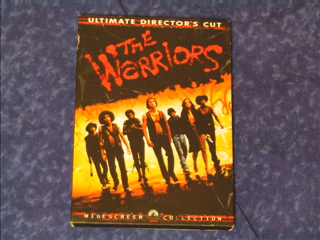 ULTIMATE DIRECTOR'S CUT
THE
WARRIORS
WIDESCREEN COLLECTION